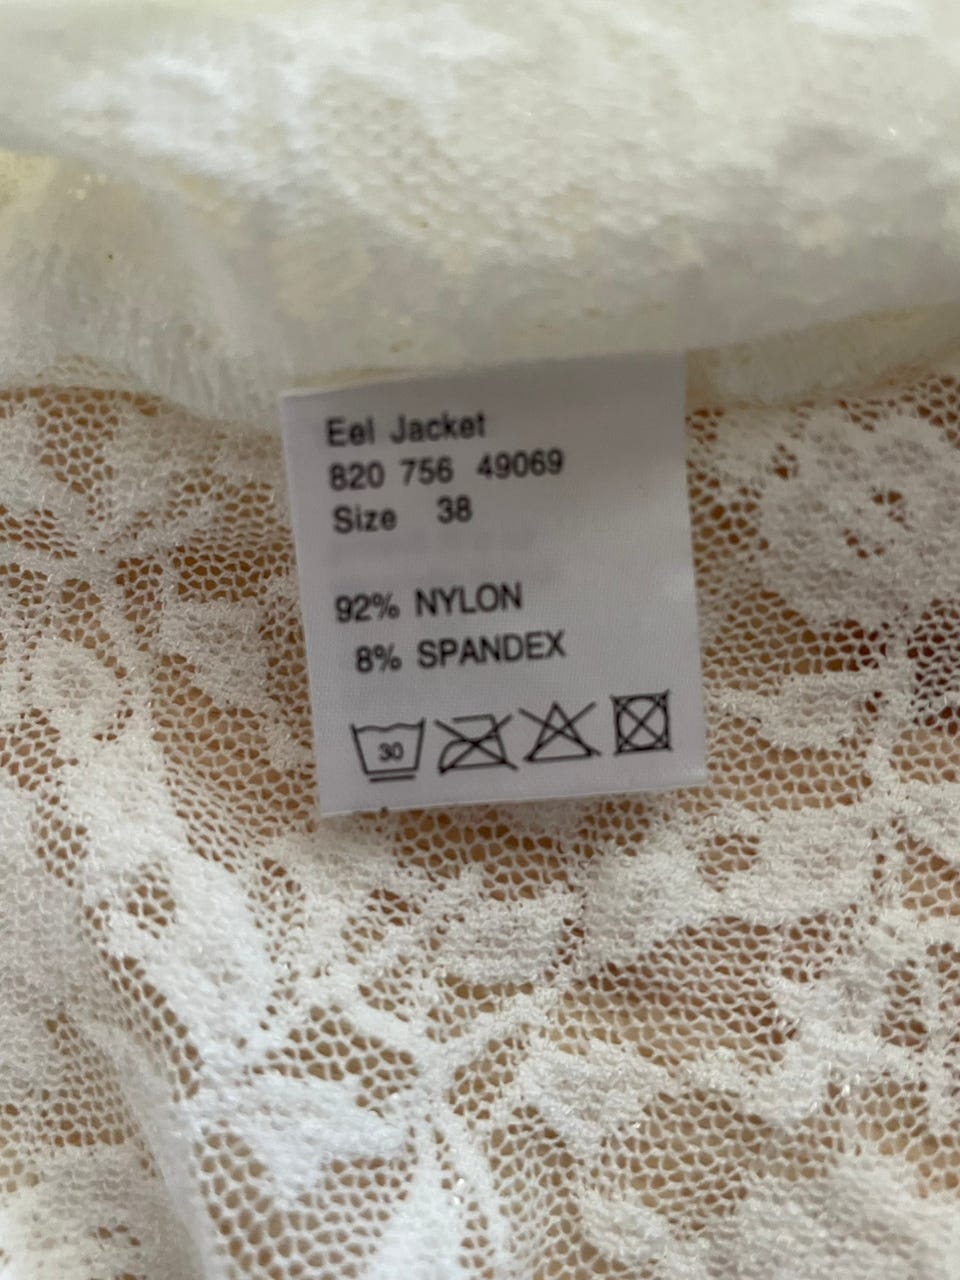 Eel Jacket
820 756 49069
Size 38
92% NYLON
8% SPANDEX
30